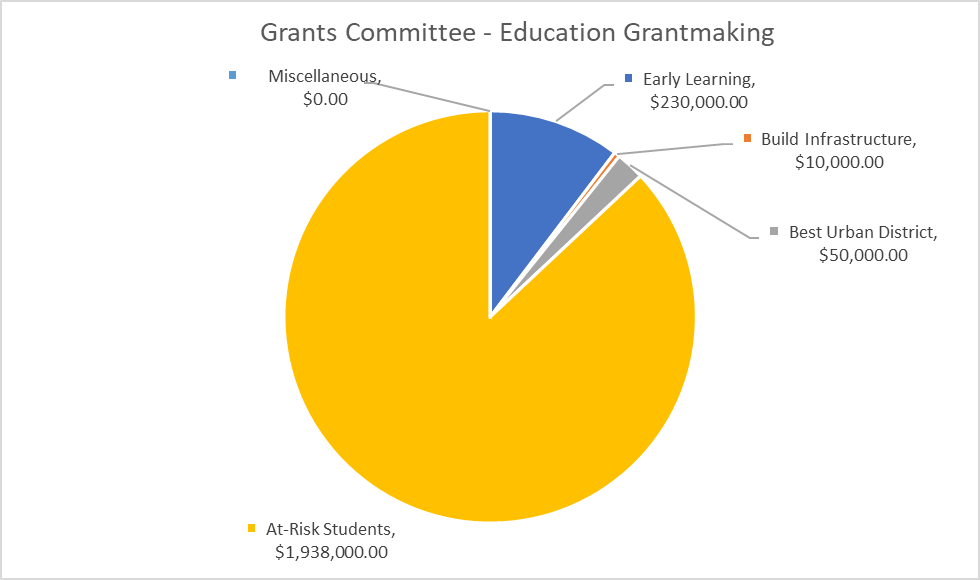 Grants Committee - Education Grantmaking
Miscellaneous,
$0.00
Early Learning,
$230,000.00
Build Infrastructure,
$10,000.00
Best Urban District,
$50,000.00
At-Risk Students,
$1,938,000.00